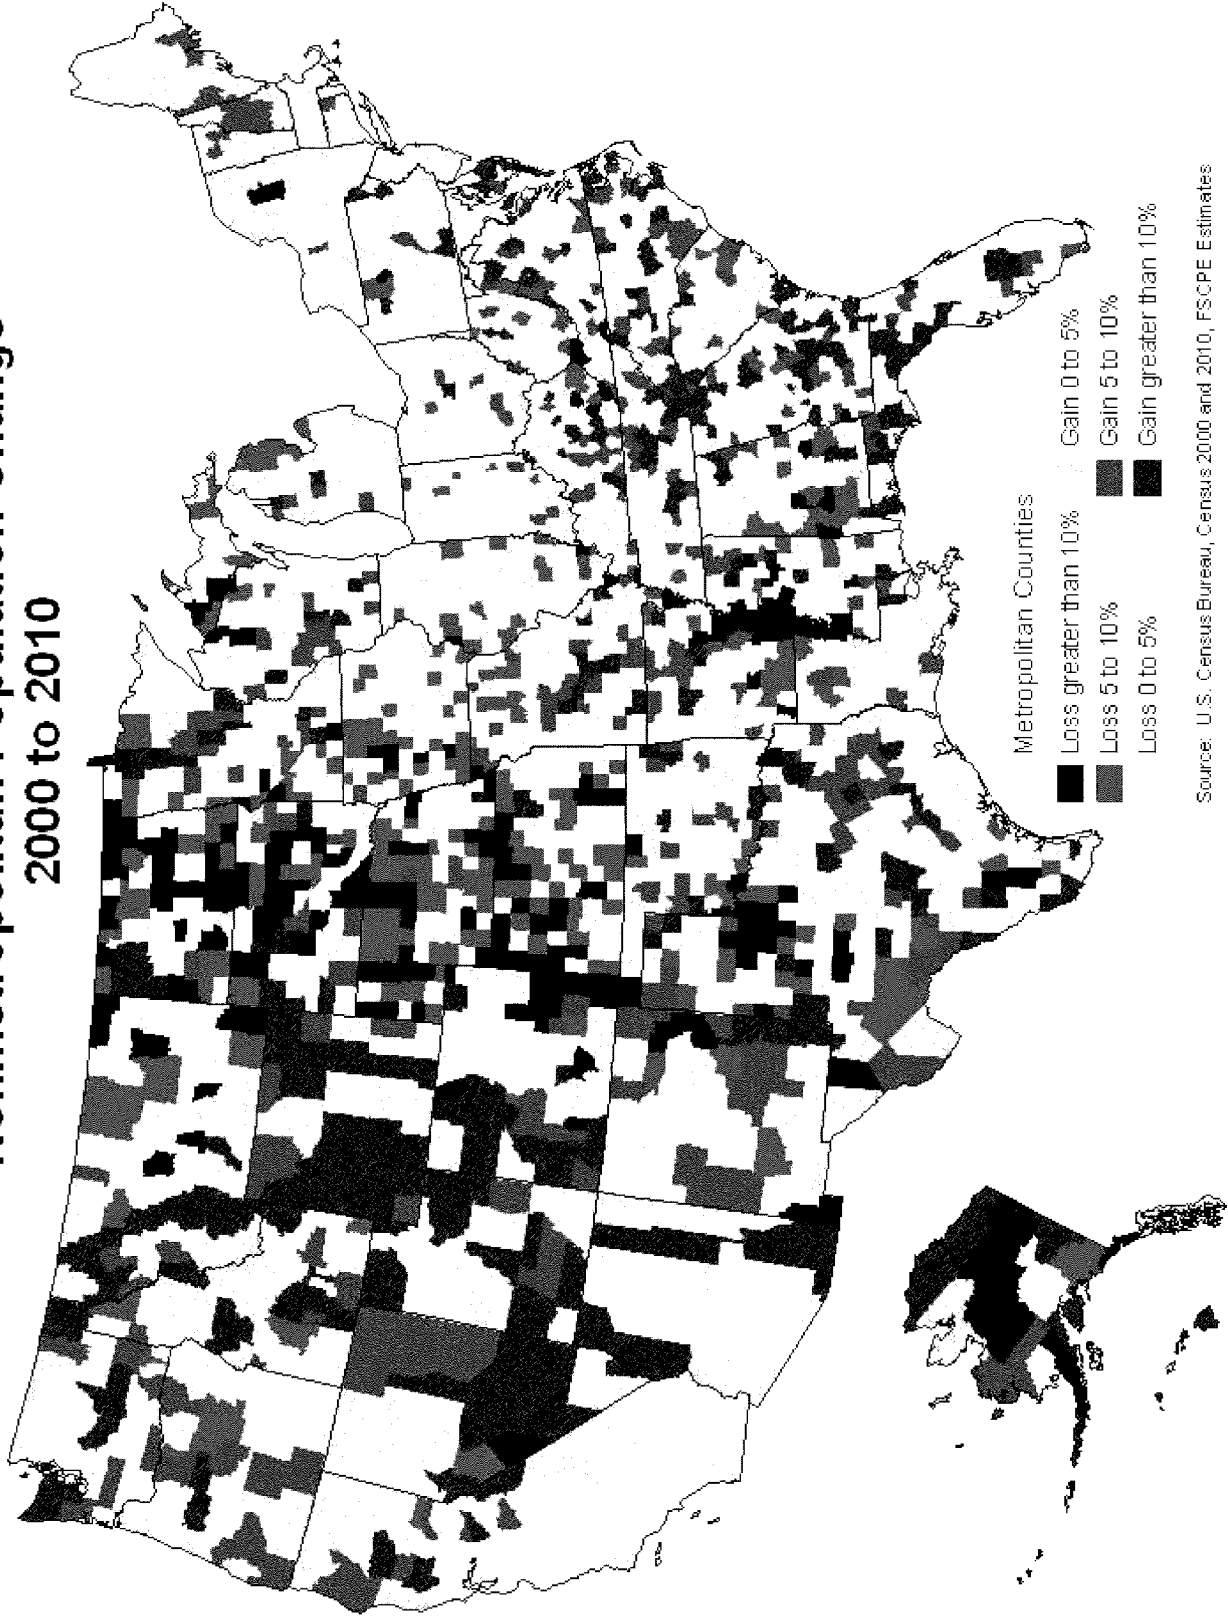 2000 to 2010
Metropolitan Counties
Loss greater than 10%
Loss 5 to 10%
Loss 0 to 5%
Gain 0 to 5%
Gain 5 to 10%
Gain greater than 10%
Source: U.S. Census Bureau, Census 2000 and 2010, FSCPE Estimates